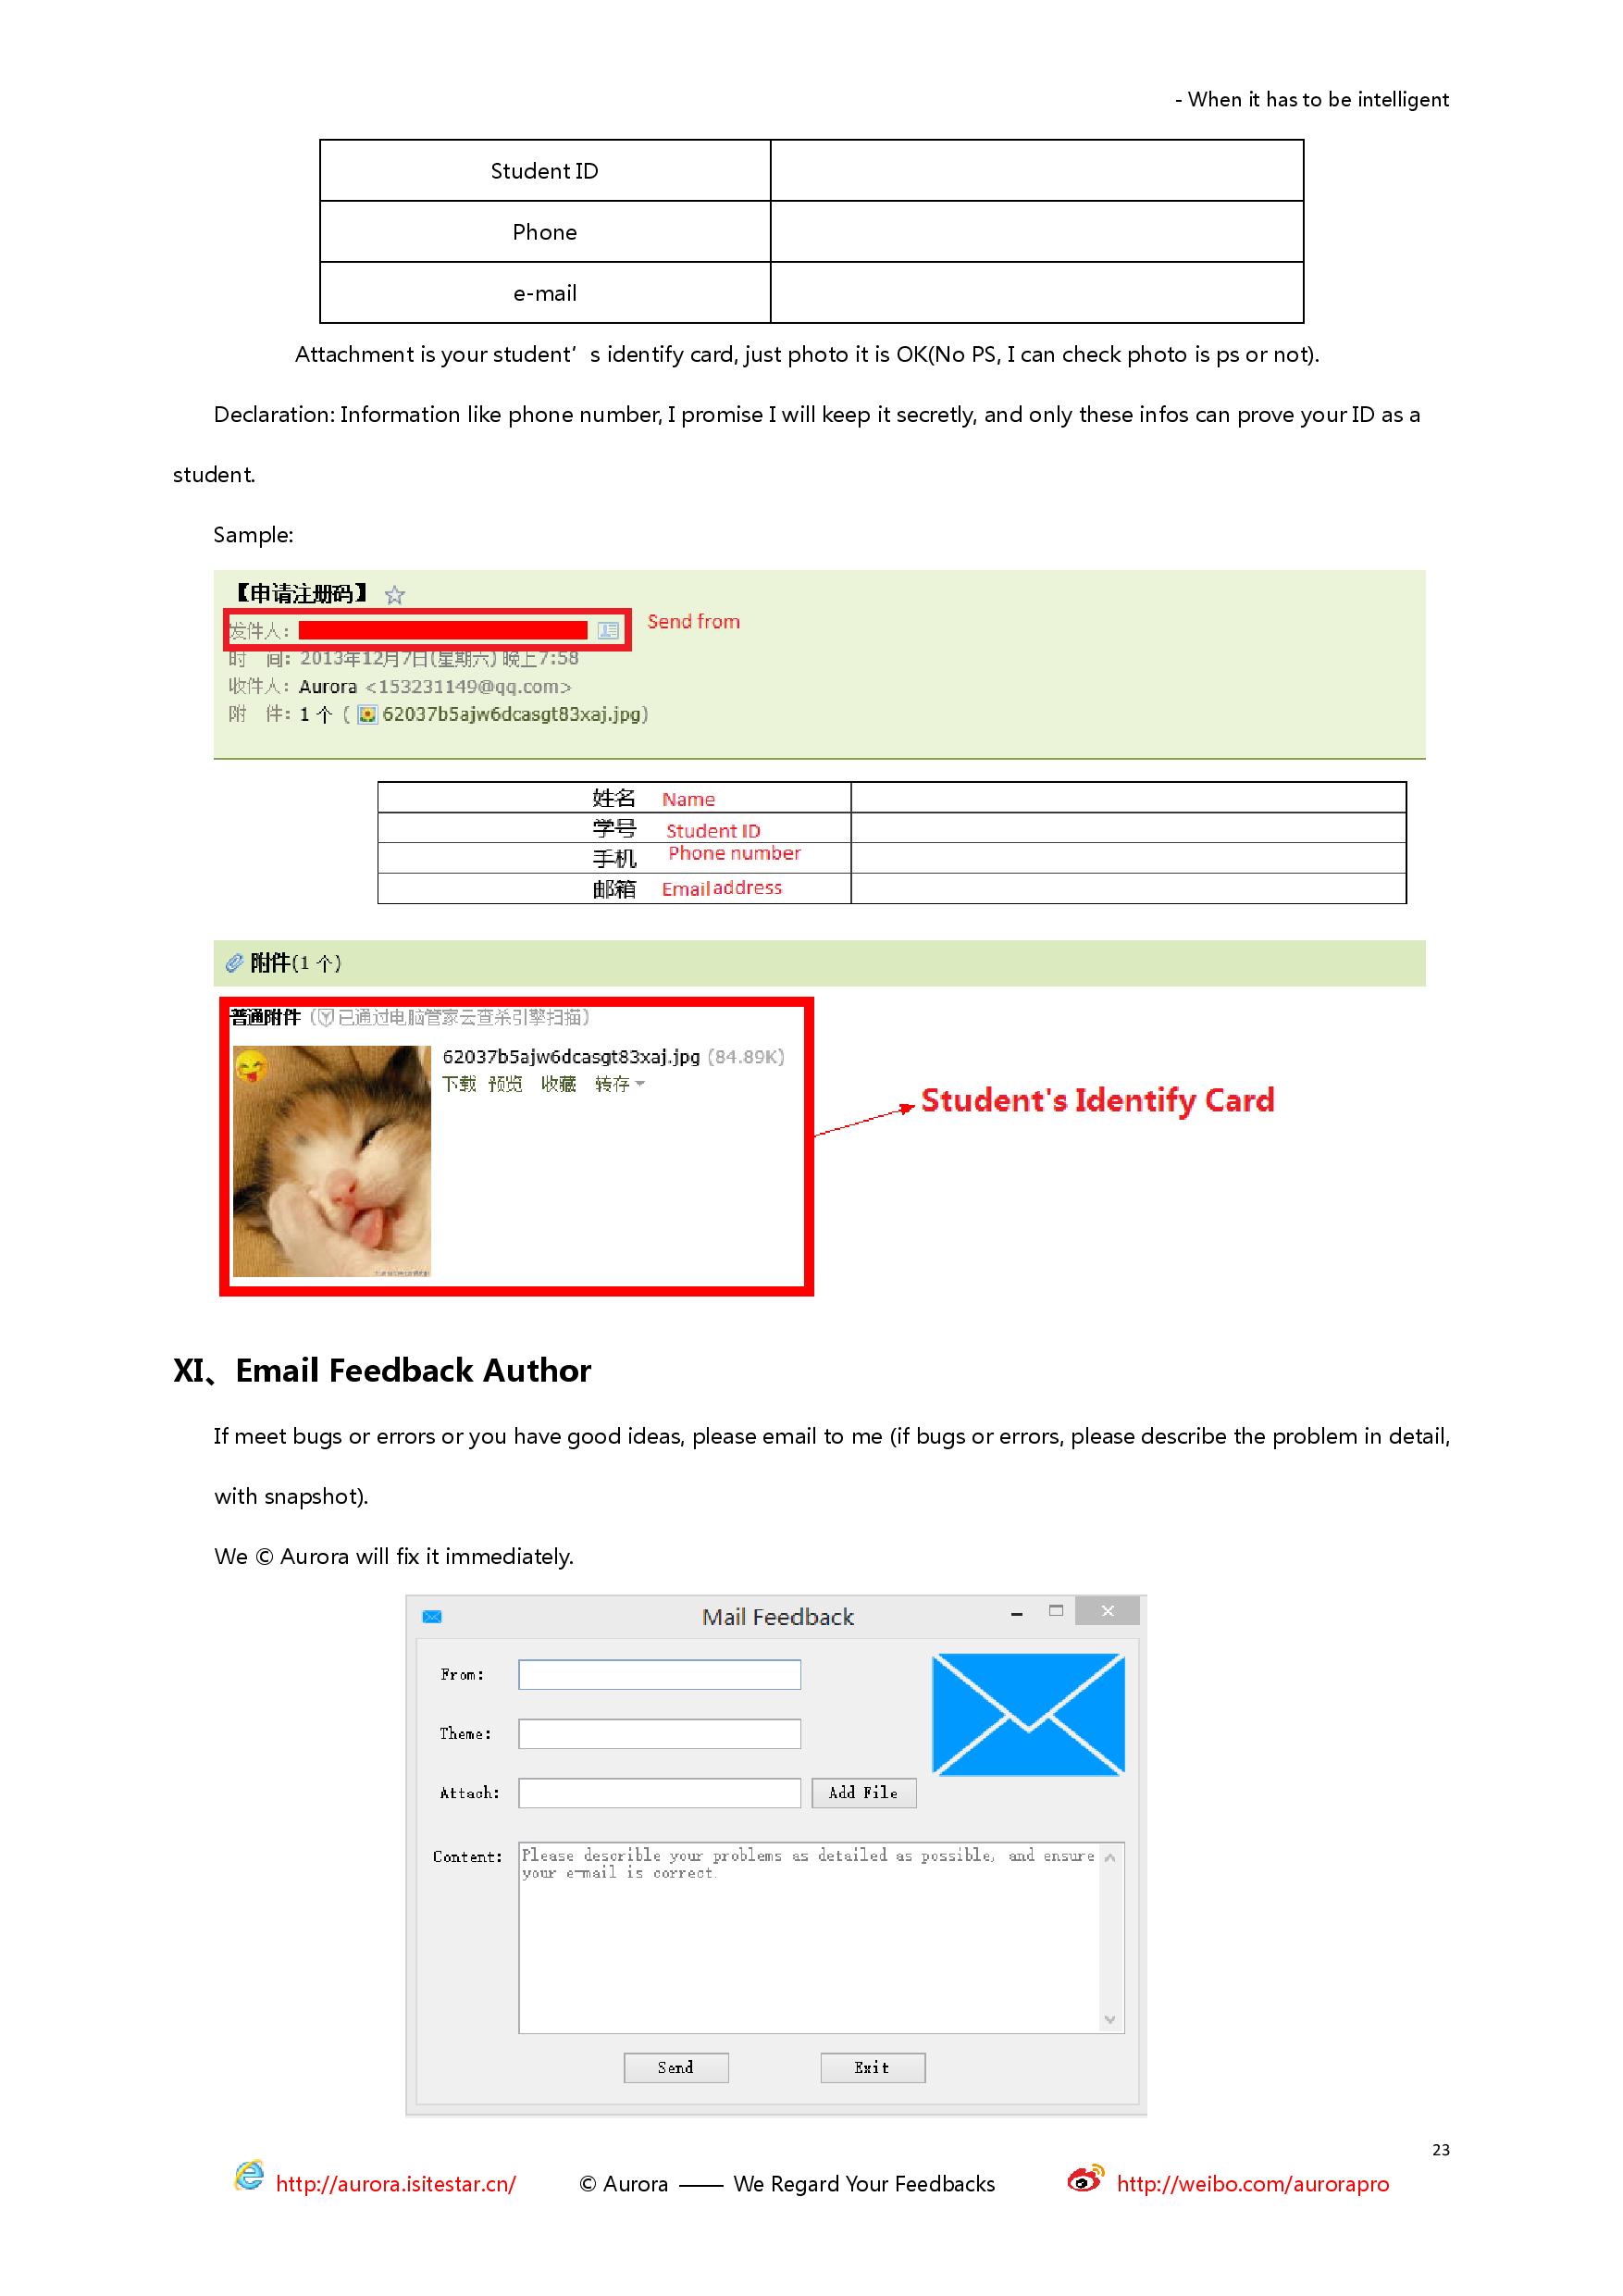 - When it has to be intelligent
Student ID
Phone
e-mail
Attachment is your student’s identify card, just photo it is OK(No PS, I can check photo is ps or not).
Declaration: Information like phone number, I promise I will keep it secretly, and only these infos can prove your ID as a
student.
Sample:
【申请注册码】
发件人： Send from
时 间：2013年12月7日(星期六) 晚上7:58
收件人：Aurora <153231149@qq.com>
附 件：1 个 ( 62037b5ajw6dcasgt83xaj.jpg)
姓名 Name
学号 Student ID
手机 Phone number
邮箱 Email address
附件(1 个)
普通附件 (已通过电脑管家云查杀引擎扫描)
62037b5ajw6dcasgt83xaj.jpg (84.89K)
下载 预览 收藏 转存
Student's Identify Card
XI、Email Feedback Author
If meet bugs or errors or you have good ideas, please email to me (if bugs or errors, please describe the problem in detail,
with snapshot).
We © Aurora will fix it immediately.
Mail Feedback
From:
Theme:
Attach: Add File
Content: Please describle your problems as detailed as possible, and ensure
your e-mail is correct.
Send Exit
23
http://aurora.isitestar.cn/ © Aurora —— We Regard Your Feedbacks http://weibo.com/aurorapro